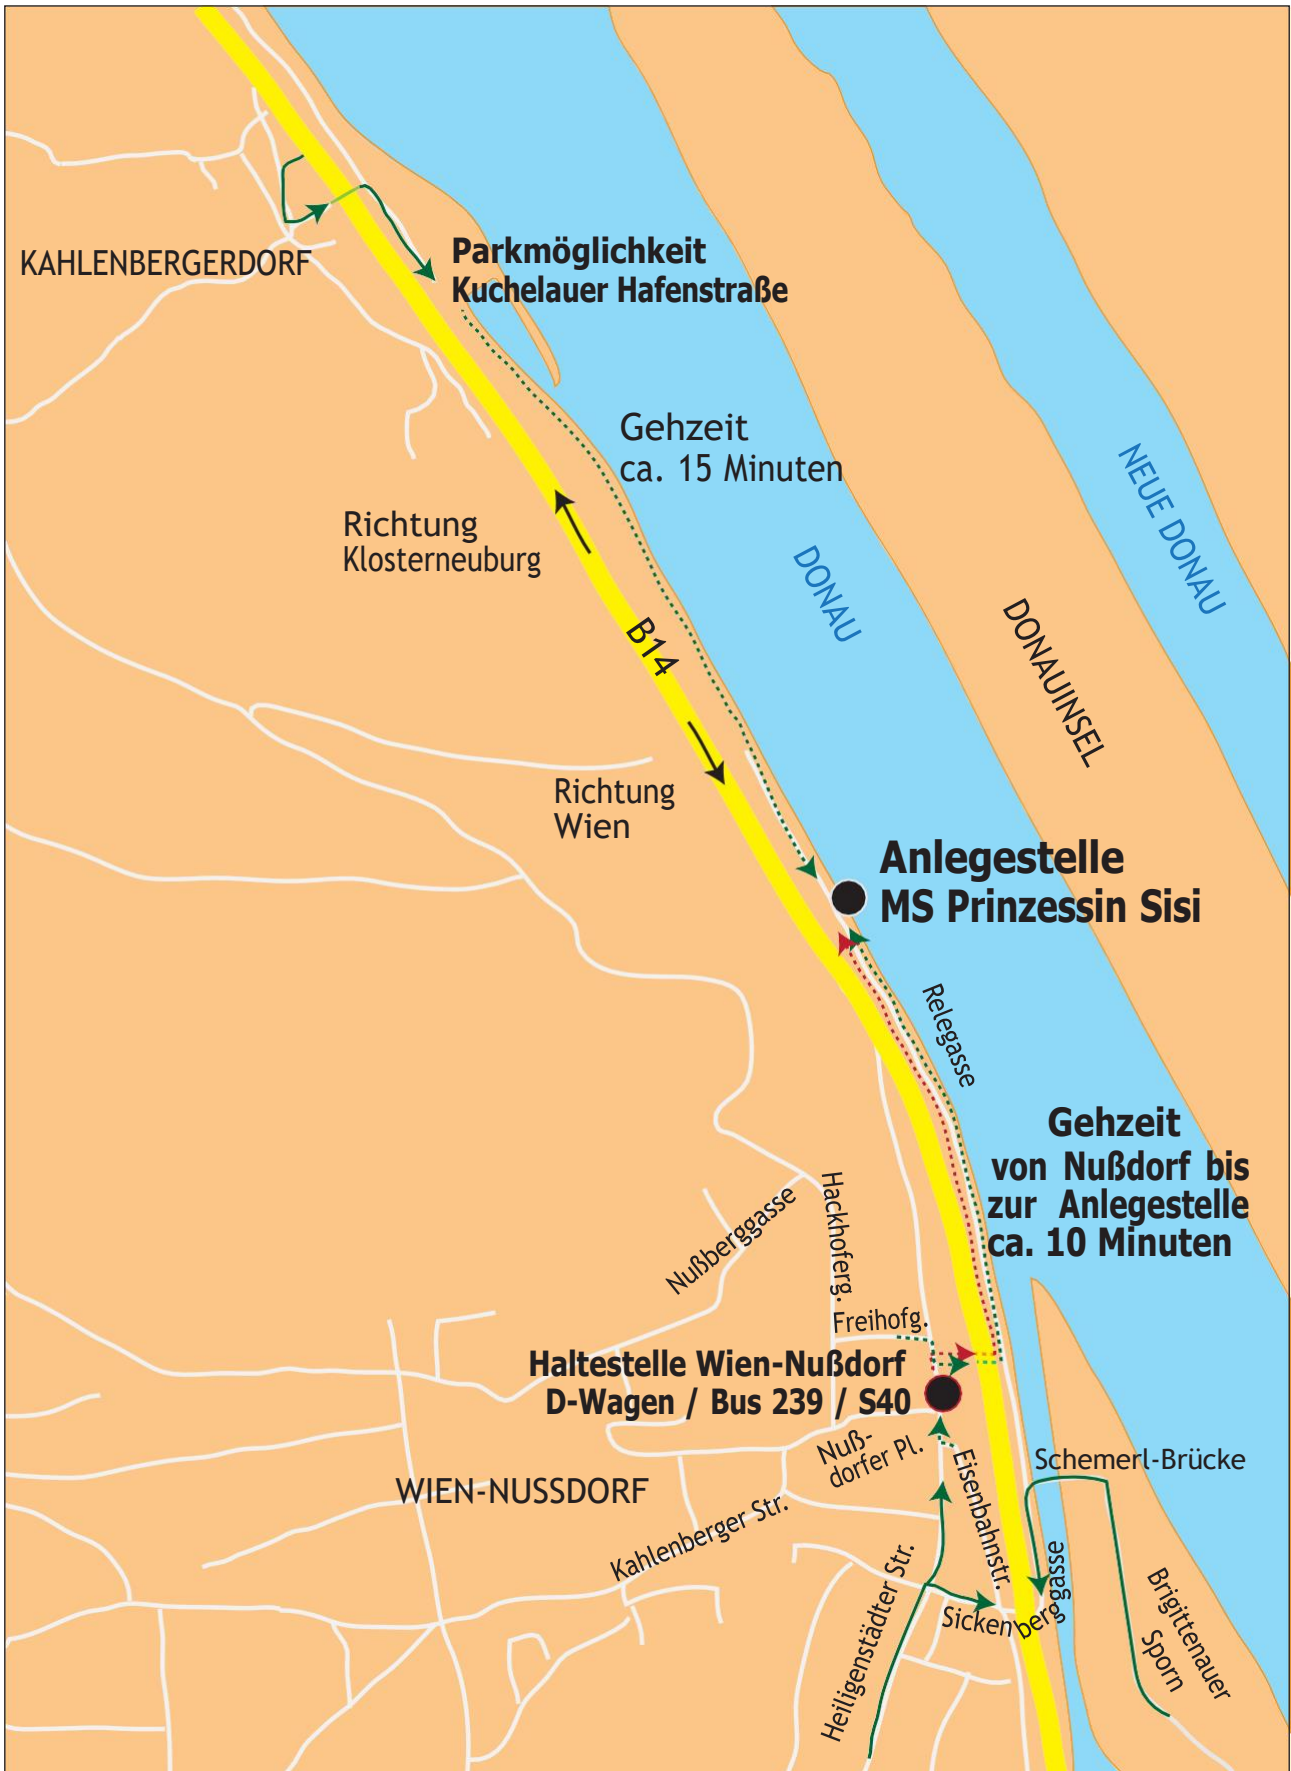 KAHLENBERGERDORF
Parkmöglichkeit
Kuchelauer Hafenstraße
Gehzeit
ca. 15 Minuten
NEUE DONAU
Richtung
Klosterneuburg
DONAU
DONAUINSEL
B14
Richtung
Wien
Anlegestelle
MS Prinzessin Sisi
Relegasse
Gehzeit
von Nußdorf bis
zur Anlegestelle
ca. 10 Minuten
Nußberggasse
Hackhoferg.
Freihofg.
Haltestelle Wien-Nußdorf
D-Wagen / Bus 239 / S40
Nuß-
dorfer Pl.
Eisenbahnstr.
Schemerl-Brücke
WIEN-NUSSDORF
Kahlenberger Str.
Heiligenstädter Str.
Sickenberggasse
Brigittenauer
Sporn